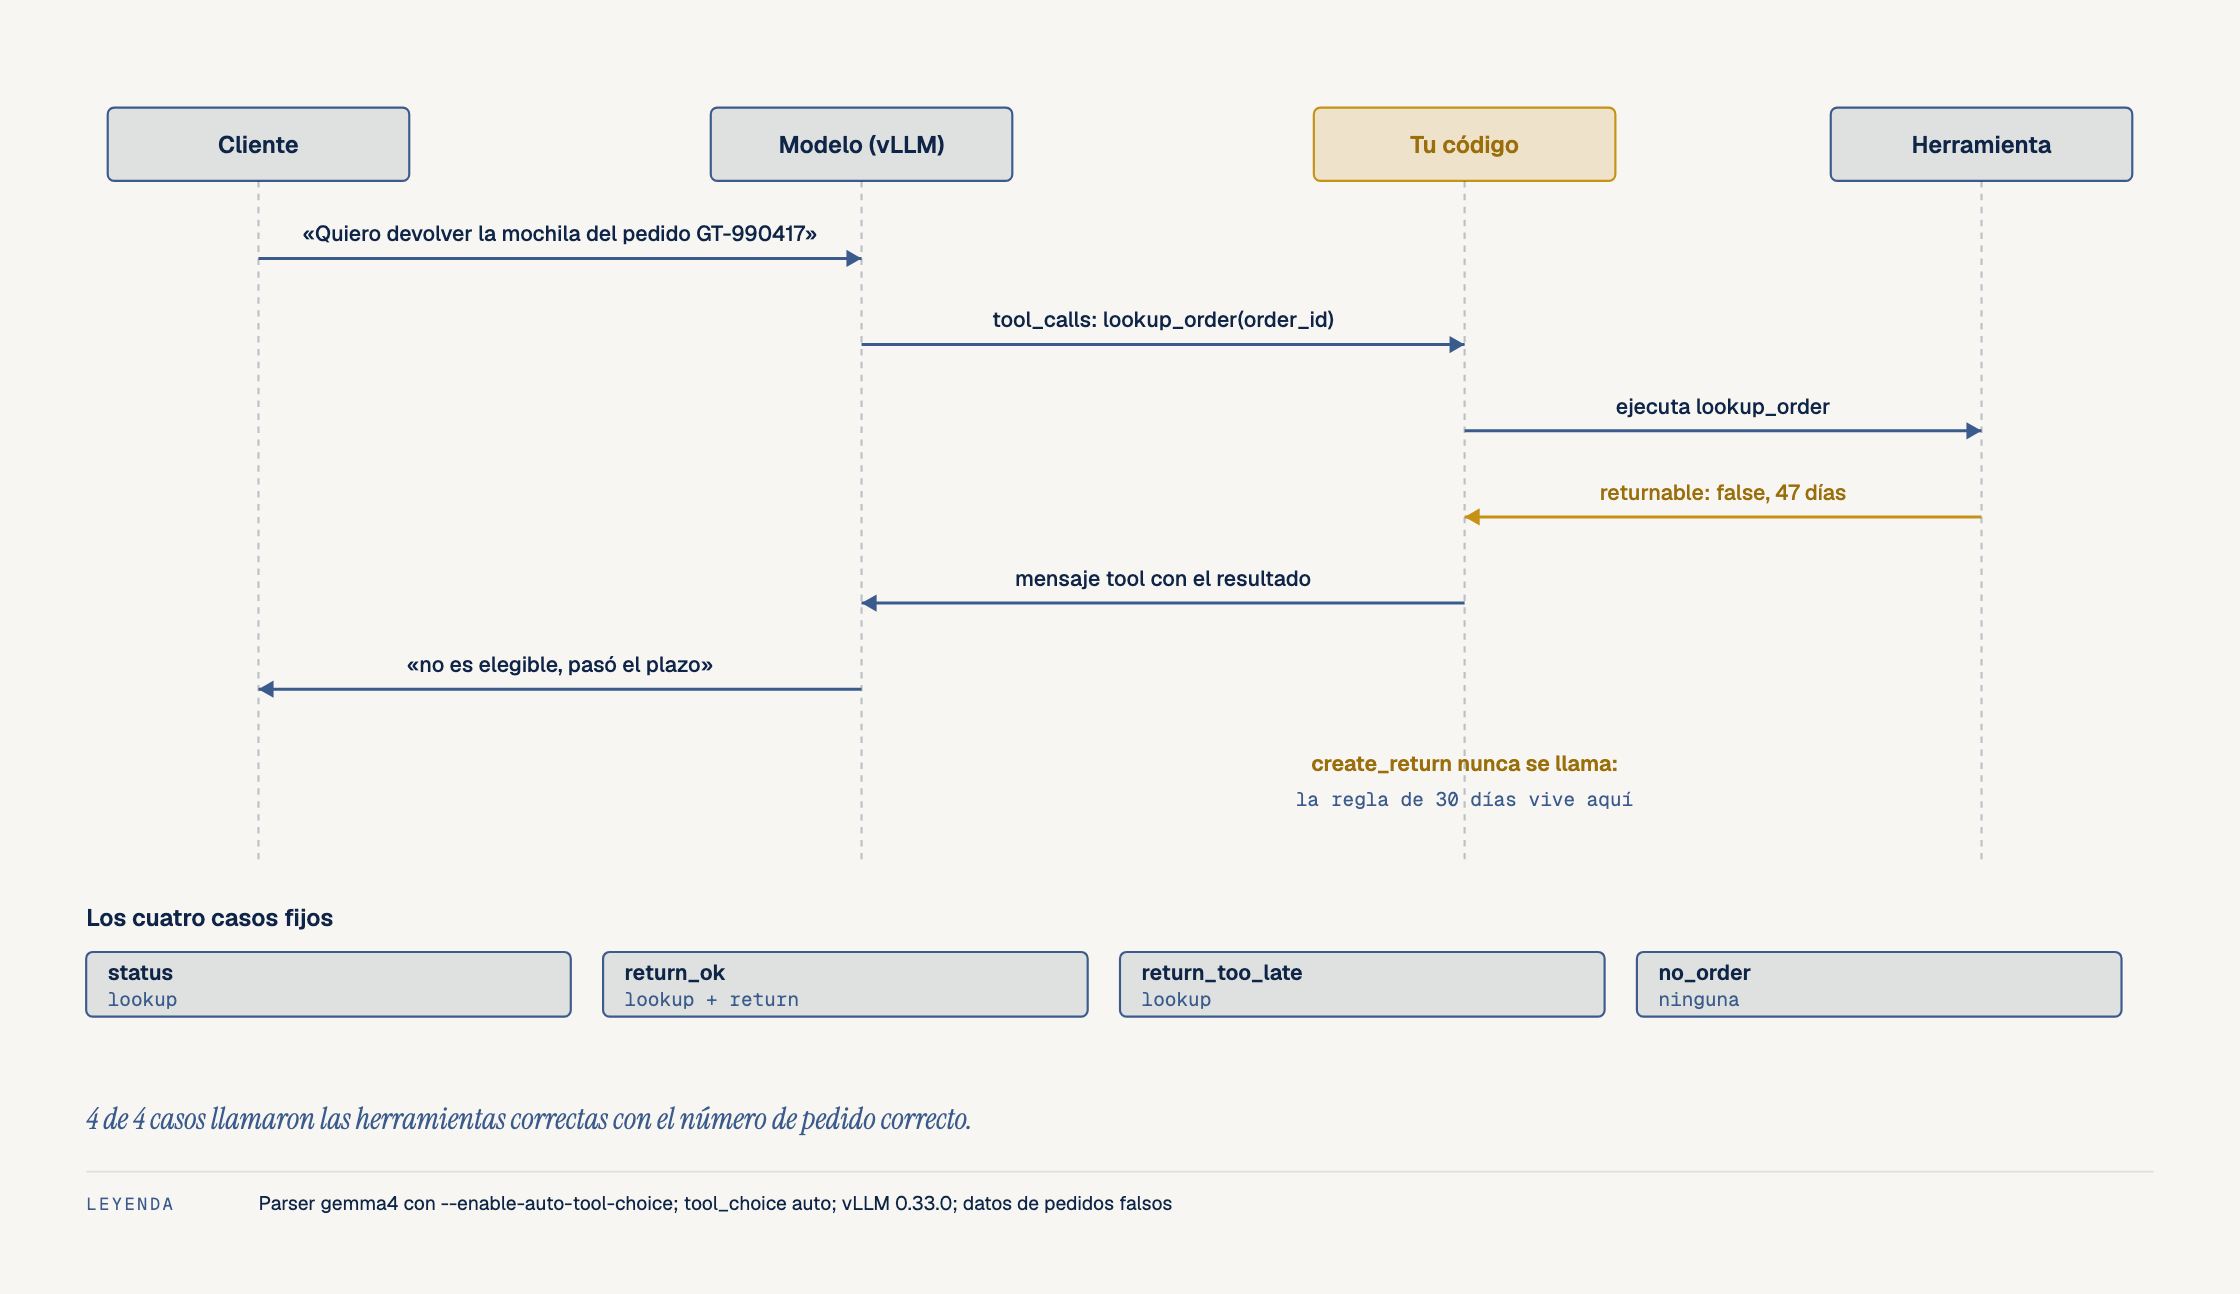 Cliente
Modelo (vLLM)
Tu código
Herramienta
«Quiero devolver la mochila del pedido GT-990417»
tool_calls: lookup_order(order_id)
ejecuta lookup_order
returnable: false, 47 días
mensaje tool con el resultado
«no es elegible, pasó el plazo»
create_return nunca se llama:
la regla de 30 días vive aquí
Los cuatro casos fijos
status
lookup
return_ok
lookup + return
return_too_late
lookup
no_order
ninguna
4 de 4 casos llamaron las herramientas correctas con el número de pedido correcto.
LEYENDA
Parser gemma4 con --enable-auto-tool-choice; tool_choice auto; vLLM 0.33.0; datos de pedidos falsos